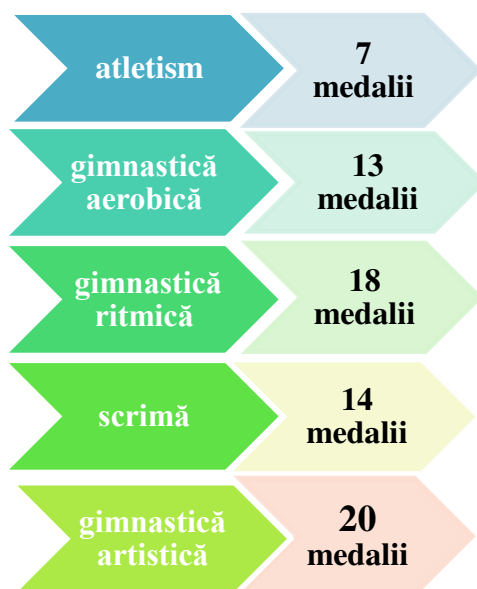 atletism
7
medalii
gimnastică
aerobică
13
medalii
gimnastică
ritmică
18
medalii
scrimă
14
medalii
gimnastică
artistică
20
medalii